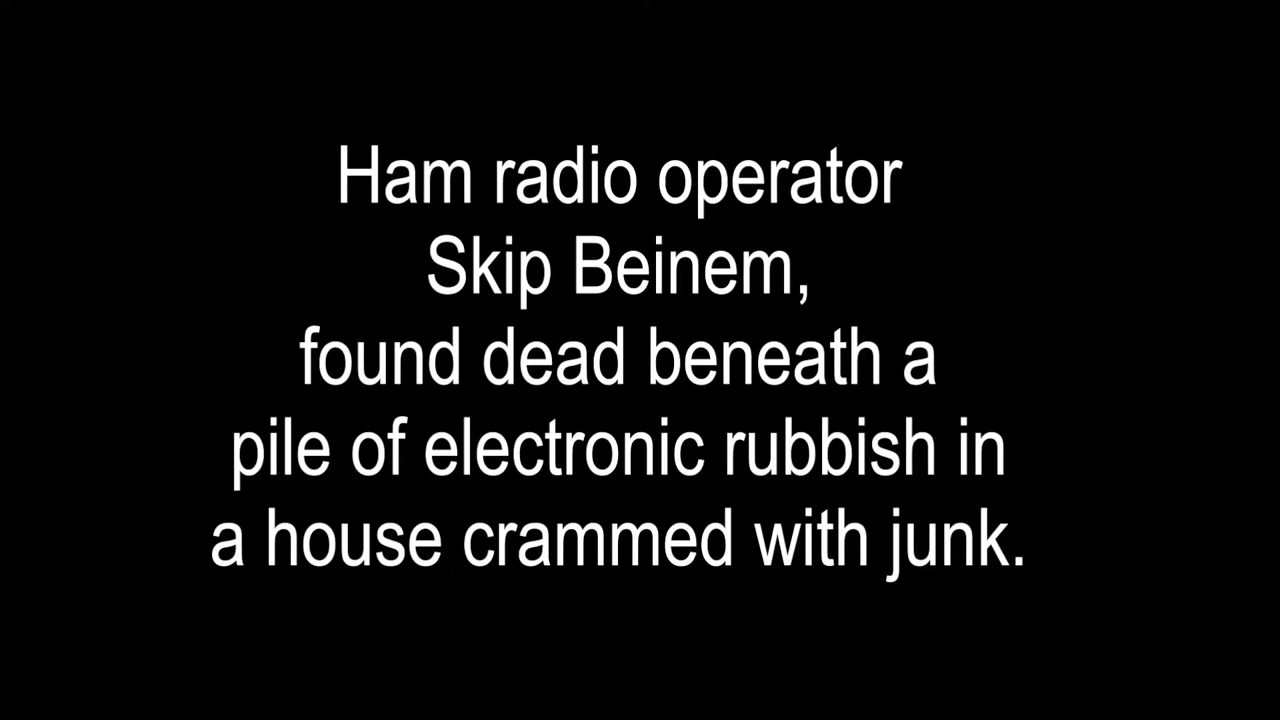 Ham radio operator
Skip Beinem,
found dead beneath a
pile of electronic rubbish in
a house crammed with junk.